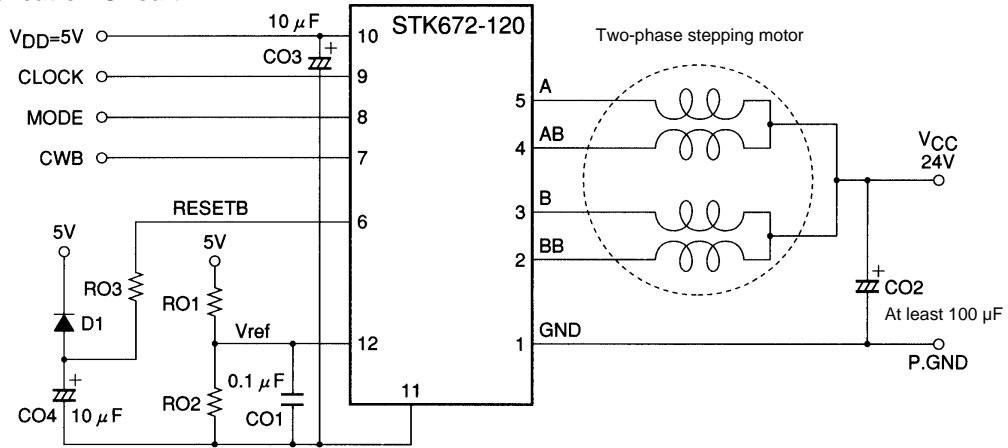 10 μF
STK672-120
VDD=5V
10
CO3
+
CLOCK
9
MODE
8
CWB
7
RESETB
6
5V
5V
RO3
RO1
D1
Vref
12
0.1 μF
RO2
CO1
CO4
+
10 μF
11
Two-phase stepping motor
A
5
AB
4
B
3
BB
2
GND
1
VCC
24V
+
CO2
At least 100 μF
P.GND